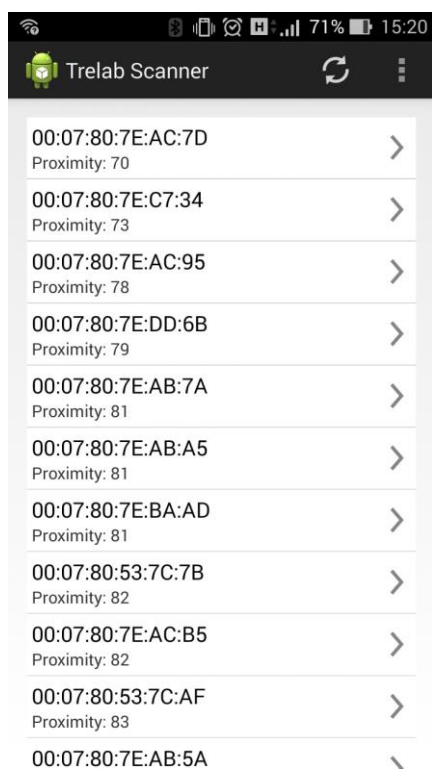 H 71% 15:20
Trelab Scanner
00:07:80:7E:AC:7D
Proximity: 70
00:07:80:7E:C7:34
Proximity: 73
00:07:80:7E:AC:95
Proximity: 78
00:07:80:7E:DD:6B
Proximity: 79
00:07:80:7E:AB:7A
Proximity: 81
00:07:80:7E:AB:A5
Proximity: 81
00:07:80:7E:BA:AD
Proximity: 81
00:07:80:53:7C:7B
Proximity: 82
00:07:80:7E:AC:B5
Proximity: 82
00:07:80:53:7C:AF
Proximity: 83
00:07:80:7E:AB:5A